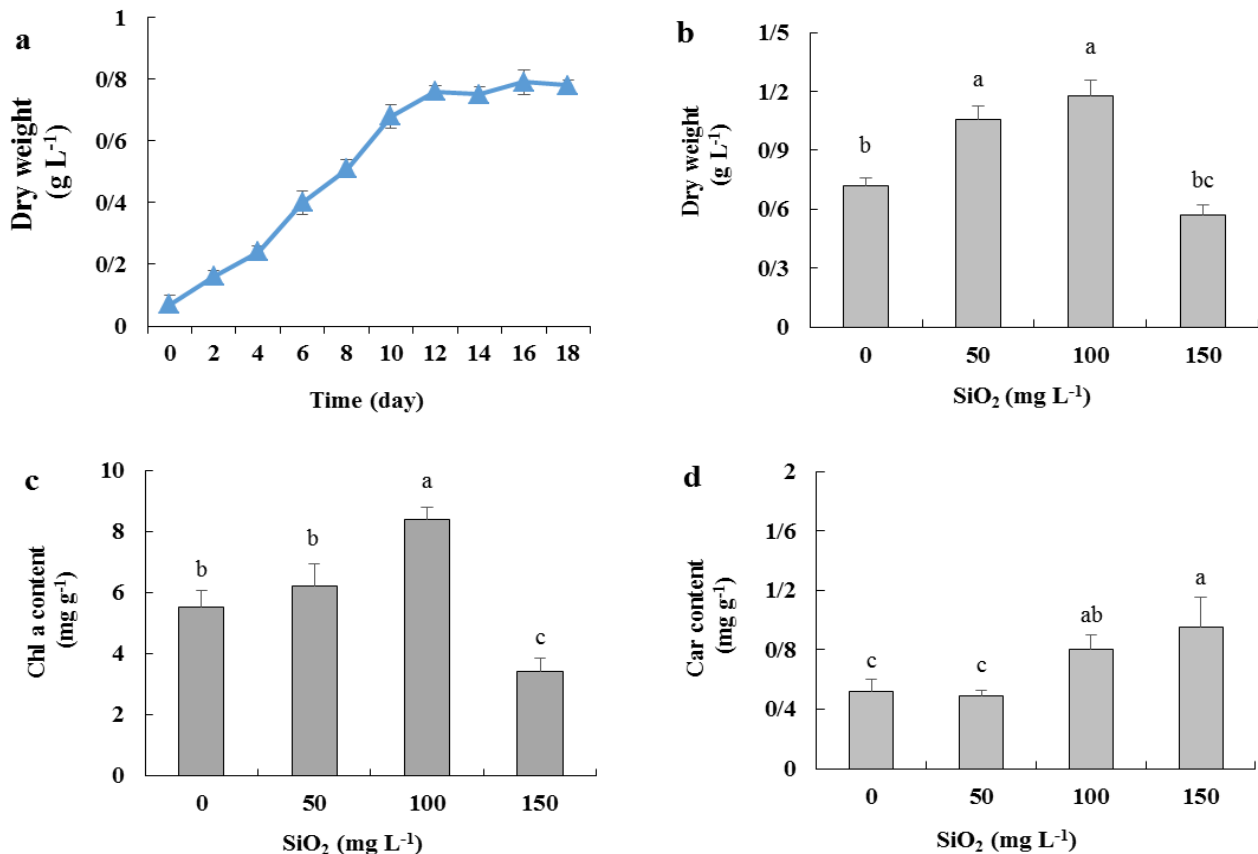 a
Dry weight
(g L⁻¹)
1
0/8
0/6
0/4
0/2
0
0 2 4 6 8 10 12 14 16 18
Time (day)
b
Dry weight
(g L⁻¹)
1/5
1/2
0/9
0/6
0/3
0
b a a bc
0 50 100 150
SiO₂ (mg L⁻¹)
c
Chl a content
(mg g⁻¹)
10
8
6
4
2
0
b b a c
0 50 100 150
SiO₂ (mg L⁻¹)
d
Car content
(mg g⁻¹)
2
1/6
1/2
0/8
0/4
0
c c ab a
0 50 100 150
SiO₂ (mg L⁻¹)